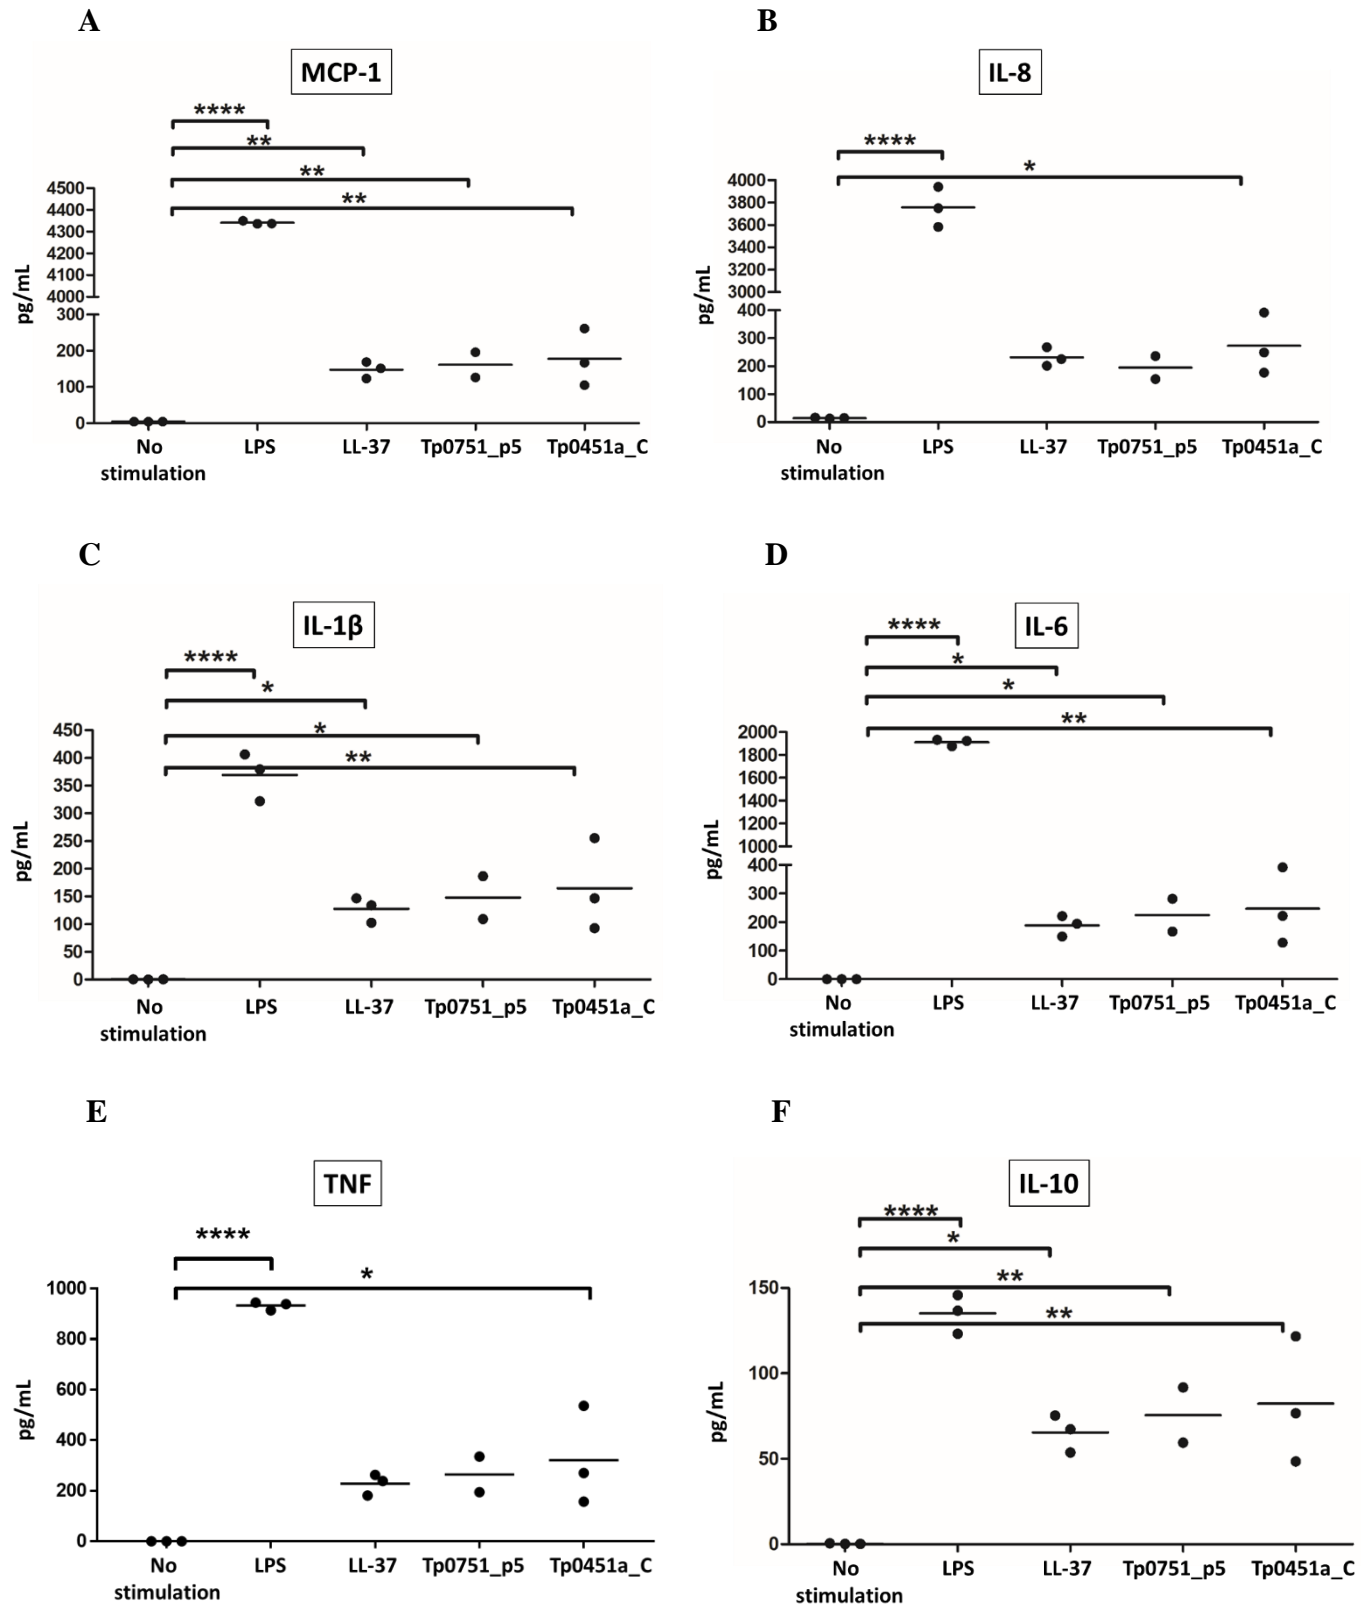 A
MCP-1
****
**
**
**
4500
4400
4300
4200
4100
4000
300
200
100
0
pg/mL
No stimulation
LPS
LL-37
Tp0751_p5
Tp0451a_C
B
IL-8
****
*
4000
3800
3600
3400
3200
3000
400
300
200
100
0
pg/mL
No stimulation
LPS
LL-37
Tp0751_p5
Tp0451a_C
C
IL-1β
****
*
*
**
450
400
350
300
250
200
150
100
50
0
pg/mL
No stimulation
LPS
LL-37
Tp0751_p5
Tp0451a_C
D
IL-6
****
*
*
**
2000
1800
1600
1400
1200
1000
400
300
200
100
0
pg/mL
No stimulation
LPS
LL-37
Tp0751_p5
Tp0451a_C
E
TNF
****
*
1000
800
600
400
200
0
pg/mL
No stimulation
LPS
LL-37
Tp0751_p5
Tp0451a_C
F
IL-10
****
*
**
**
150
100
50
0
pg/mL
No stimulation
LPS
LL-37
Tp0751_p5
Tp0451a_C